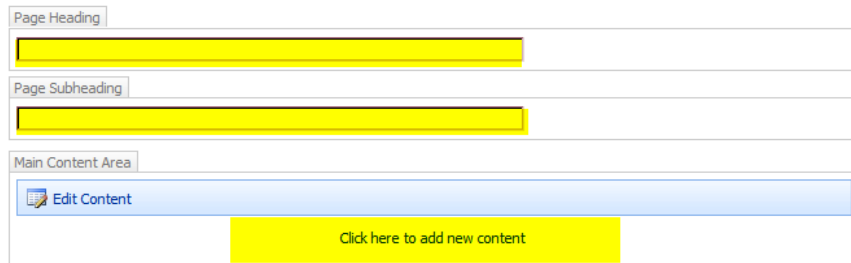 Page Heading
Page Subheading
Main Content Area
Edit Content
Click here to add new content